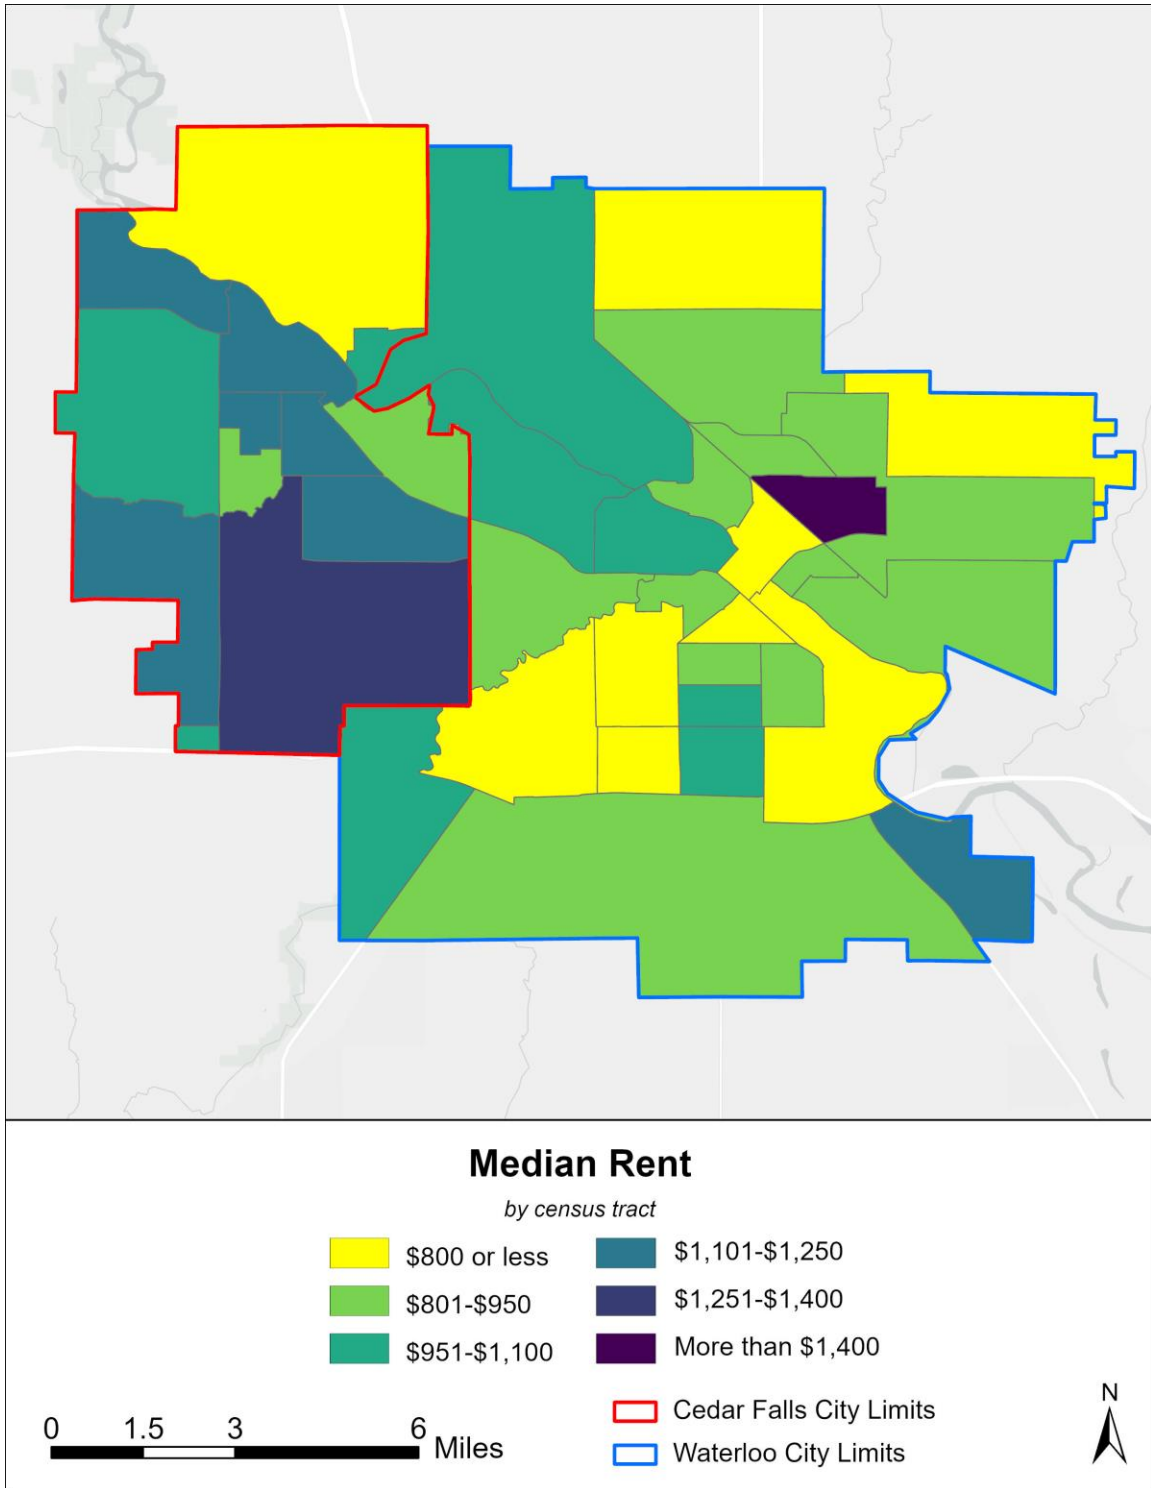 Median Rent
by census tract
$800 or less
$801-$950
$951-$1,100
$1,101-$1,250
$1,251-$1,400
More than $1,400
Cedar Falls City Limits
Waterloo City Limits
0 1.5 3 6 Miles
N